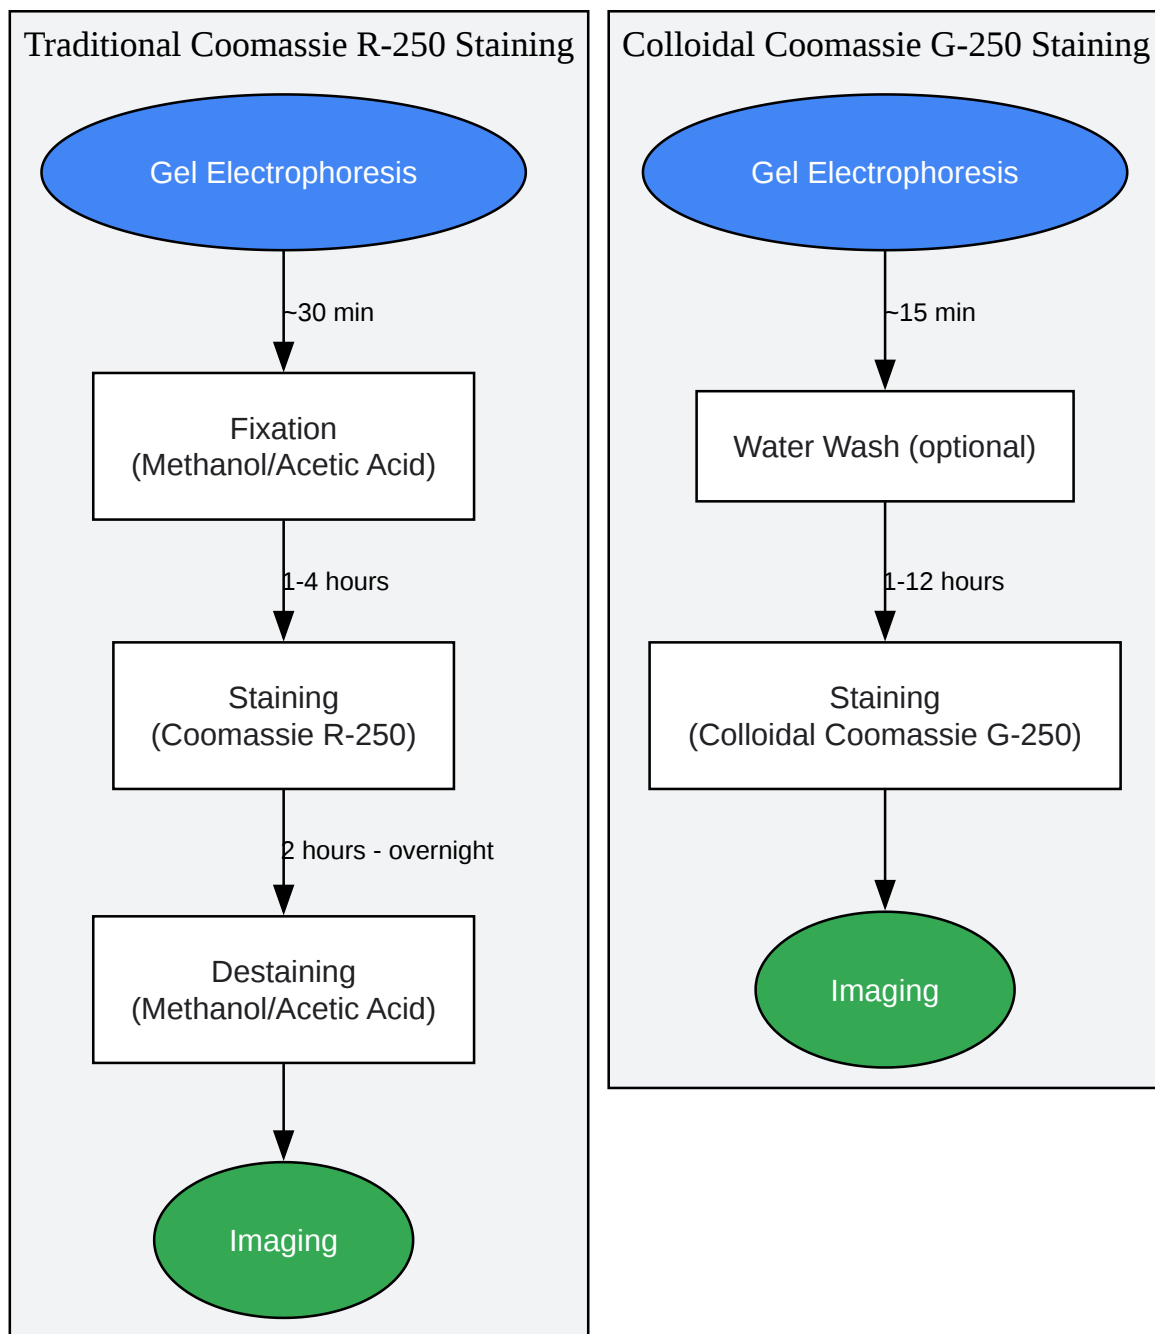 Traditional Coomassie R-250 Staining
Gel Electrophoresis
~30 min
Fixation
(Methanol/Acetic Acid)
1-4 hours
Staining
(Coomassie R-250)
2 hours - overnight
Destaining
(Methanol/Acetic Acid)
Imaging
Colloidal Coomassie G-250 Staining
Gel Electrophoresis
~15 min
Water Wash (optional)
1-12 hours
Staining
(Colloidal Coomassie G-250)
Imaging